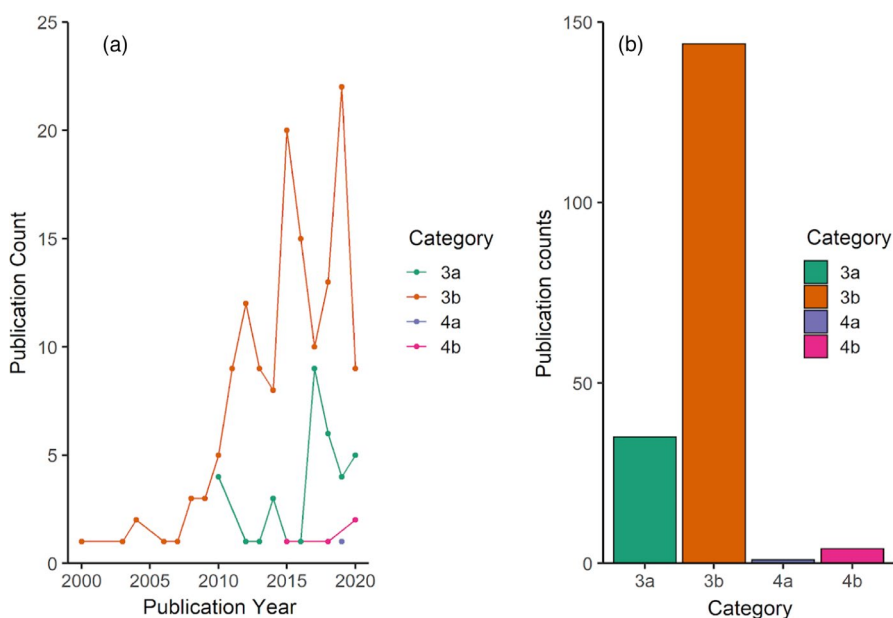 (a)
Publication Count
25
20
15
10
5
0
2000 2005 2010 2015 2020
Publication Year
Category
3a
3b
4a
4b
(b)
Publication counts
150
100
50
0
3a 3b 4a 4b
Category
Category
3a
3b
4a
4b